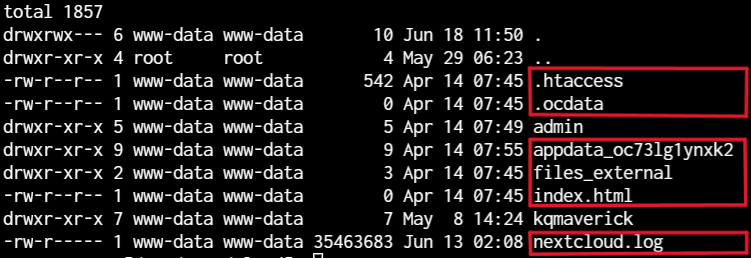 total 1857
drwxrwx--- 6 www-data www-data       10 Jun 18 11:50 .
drwxr-xr-x 4 root     root            4 May 29 06:23 ..
-rw-r--r-- 1 www-data www-data      542 Apr 14 07:45 .htaccess
-rw-r--r-- 1 www-data www-data        0 Apr 14 07:45 .ocdata
drwxr-xr-x 5 www-data www-data        5 Apr 14 07:49 admin
drwxr-xr-x 9 www-data www-data        9 Apr 14 07:55 appdata_oc73lg1ynxk2
drwxr-xr-x 2 www-data www-data        3 Apr 14 07:45 files_external
-rw-r--r-- 1 www-data www-data        0 Apr 14 07:45 index.html
drwxr-xr-x 7 www-data www-data        7 May  8 14:24 kqmaverick
-rw-r----- 1 www-data www-data 35463683 Jun 13 02:08 nextcloud.log